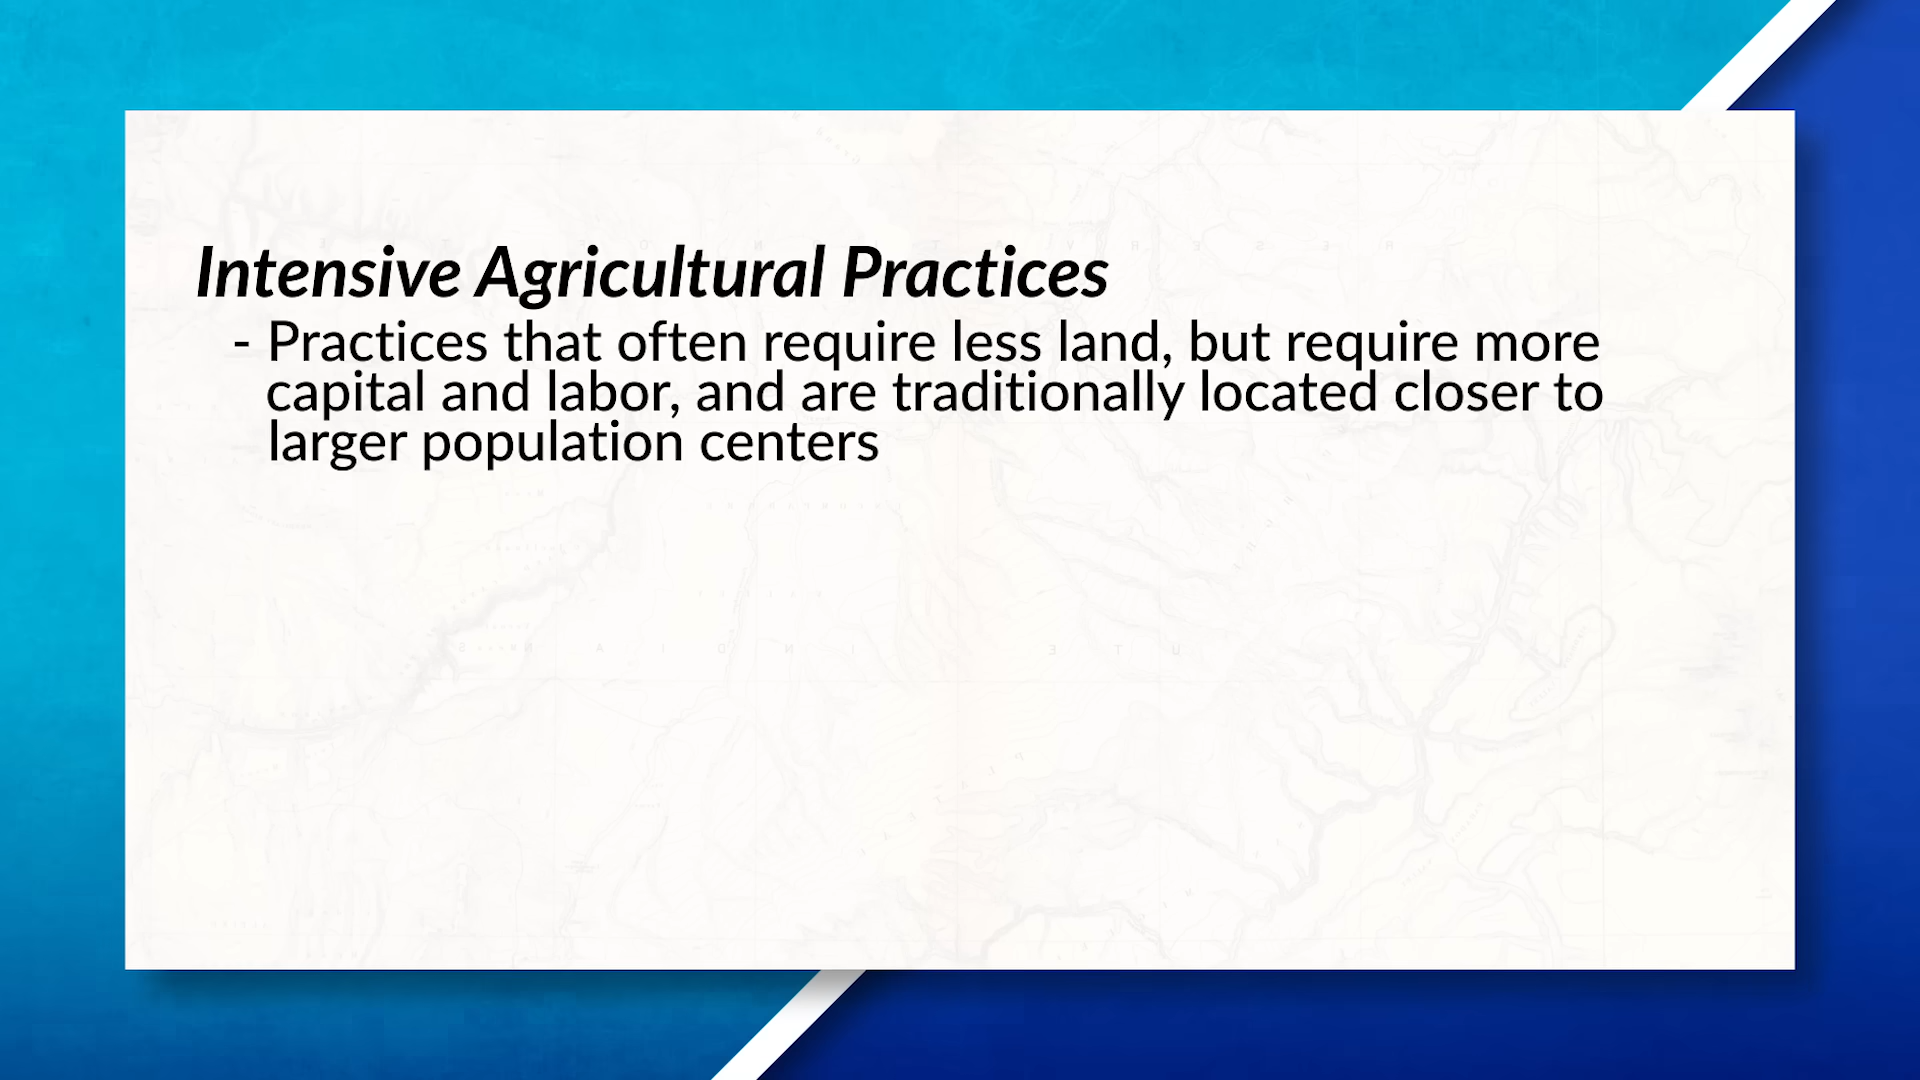 Intensive Agricultural Practices
- Practices that often require less land, but require more
capital and labor, and are traditionally located closer to
larger population centers